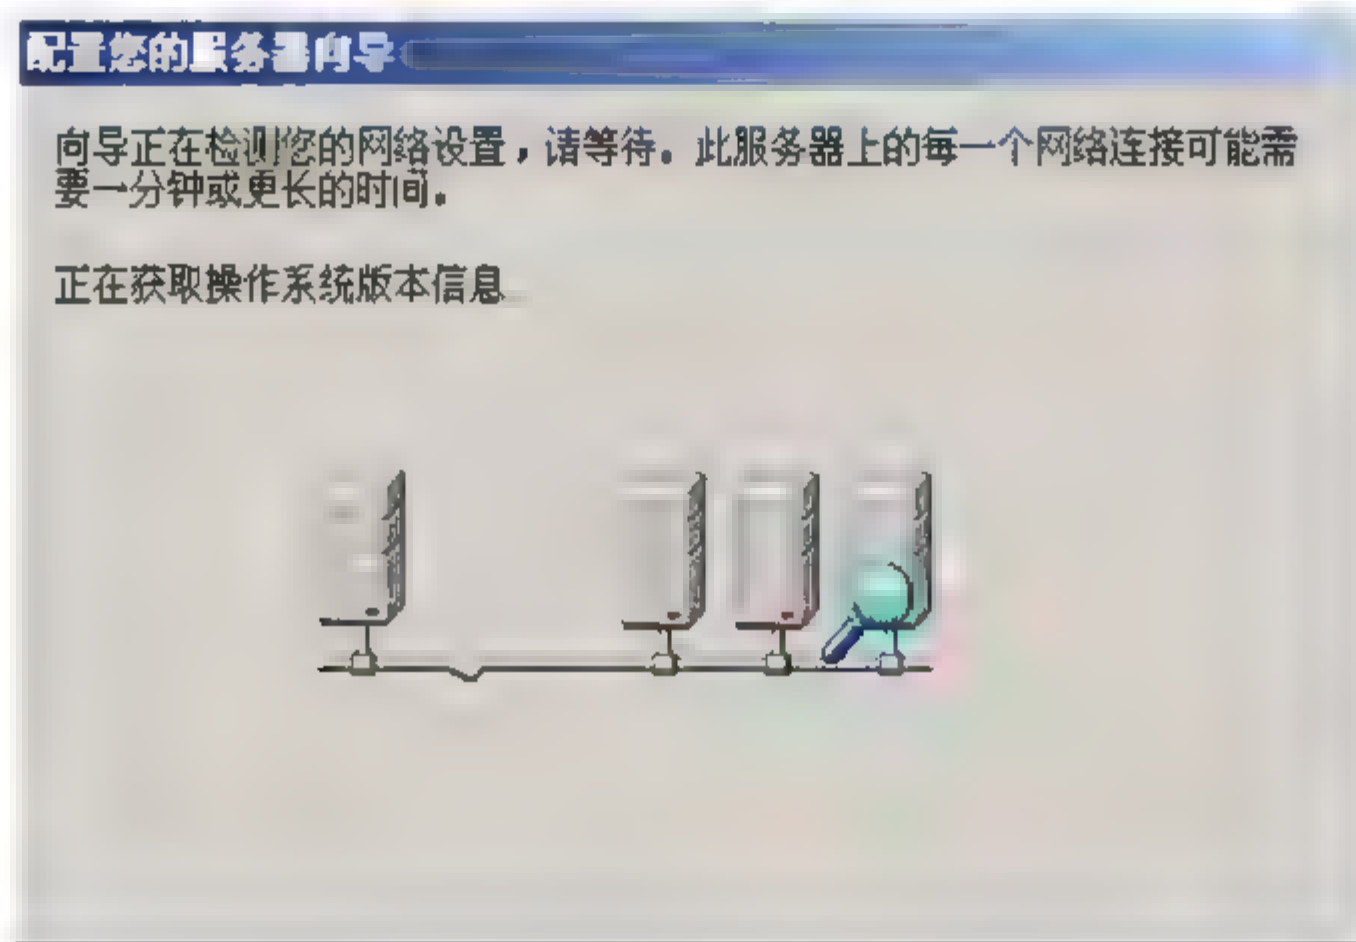 配置您的服务器向导
向导正在检测您的网络设置，请等待。此服务器上的每一个网络连接可能需
要一分钟或更长的时间。
正在获取操作系统版本信息